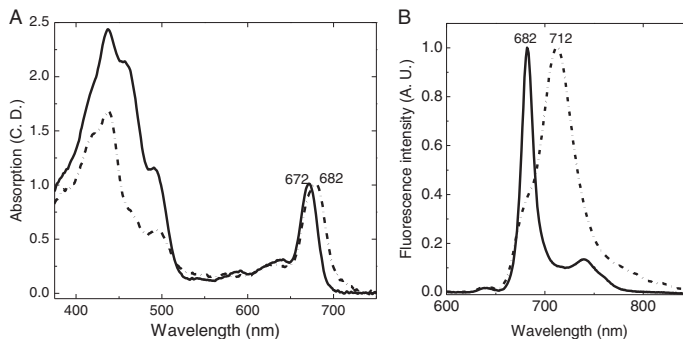 A
Absorption (C. D.)
2.5
2.0
1.5
1.0
0.5
0.0
672 682
400 500 600 700
Wavelength (nm)
B
Fluorescence intensity (A. U.)
1.0
0.8
0.6
0.4
0.2
0.0
682 712
600 700 800
Wavelength (nm)